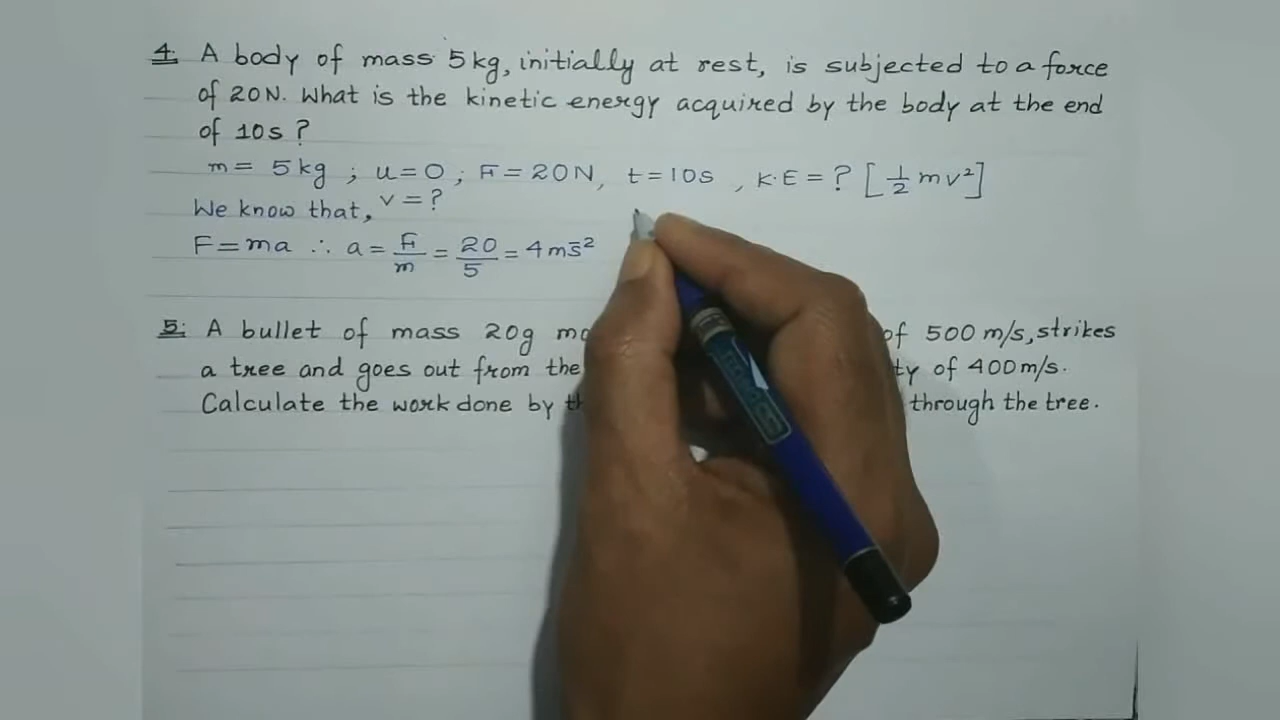 4. A body of mass 5kg, initially at rest, is subjected to a force
of 20N. What is the kinetic energy acquired by the body at the end
of 10s ?
m = 5kg ; u=0 ; F = 20N, t=10s , K.E = ? [ 1/2 mv² ]
We know that, v = ?
F=ma ∴ a = F/m = 20/5 = 4ms⁻²
5. A bullet of mass 20g of 500 m/s, strikes
a tree and goes out from the of 400m/s.
Calculate the work done by through the tree.